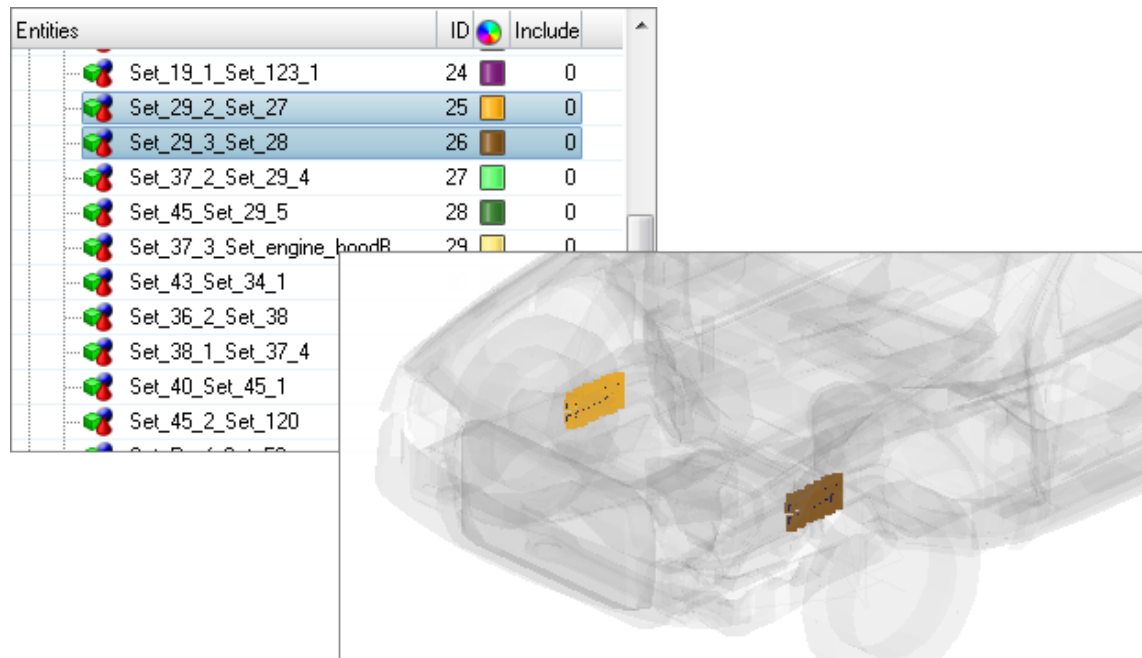 Entities ID Include
Set_19_1_Set_123_1 24 0
Set_29_2_Set_27 25 0
Set_29_3_Set_28 26 0
Set_37_2_Set_29_4 27 0
Set_45_Set_29_5 28 0
Set_37_3_Set_engine_hoodB 29 0
Set_43_Set_34_1
Set_36_2_Set_38
Set_38_1_Set_37_4
Set_40_Set_45_1
Set_45_2_Set_120